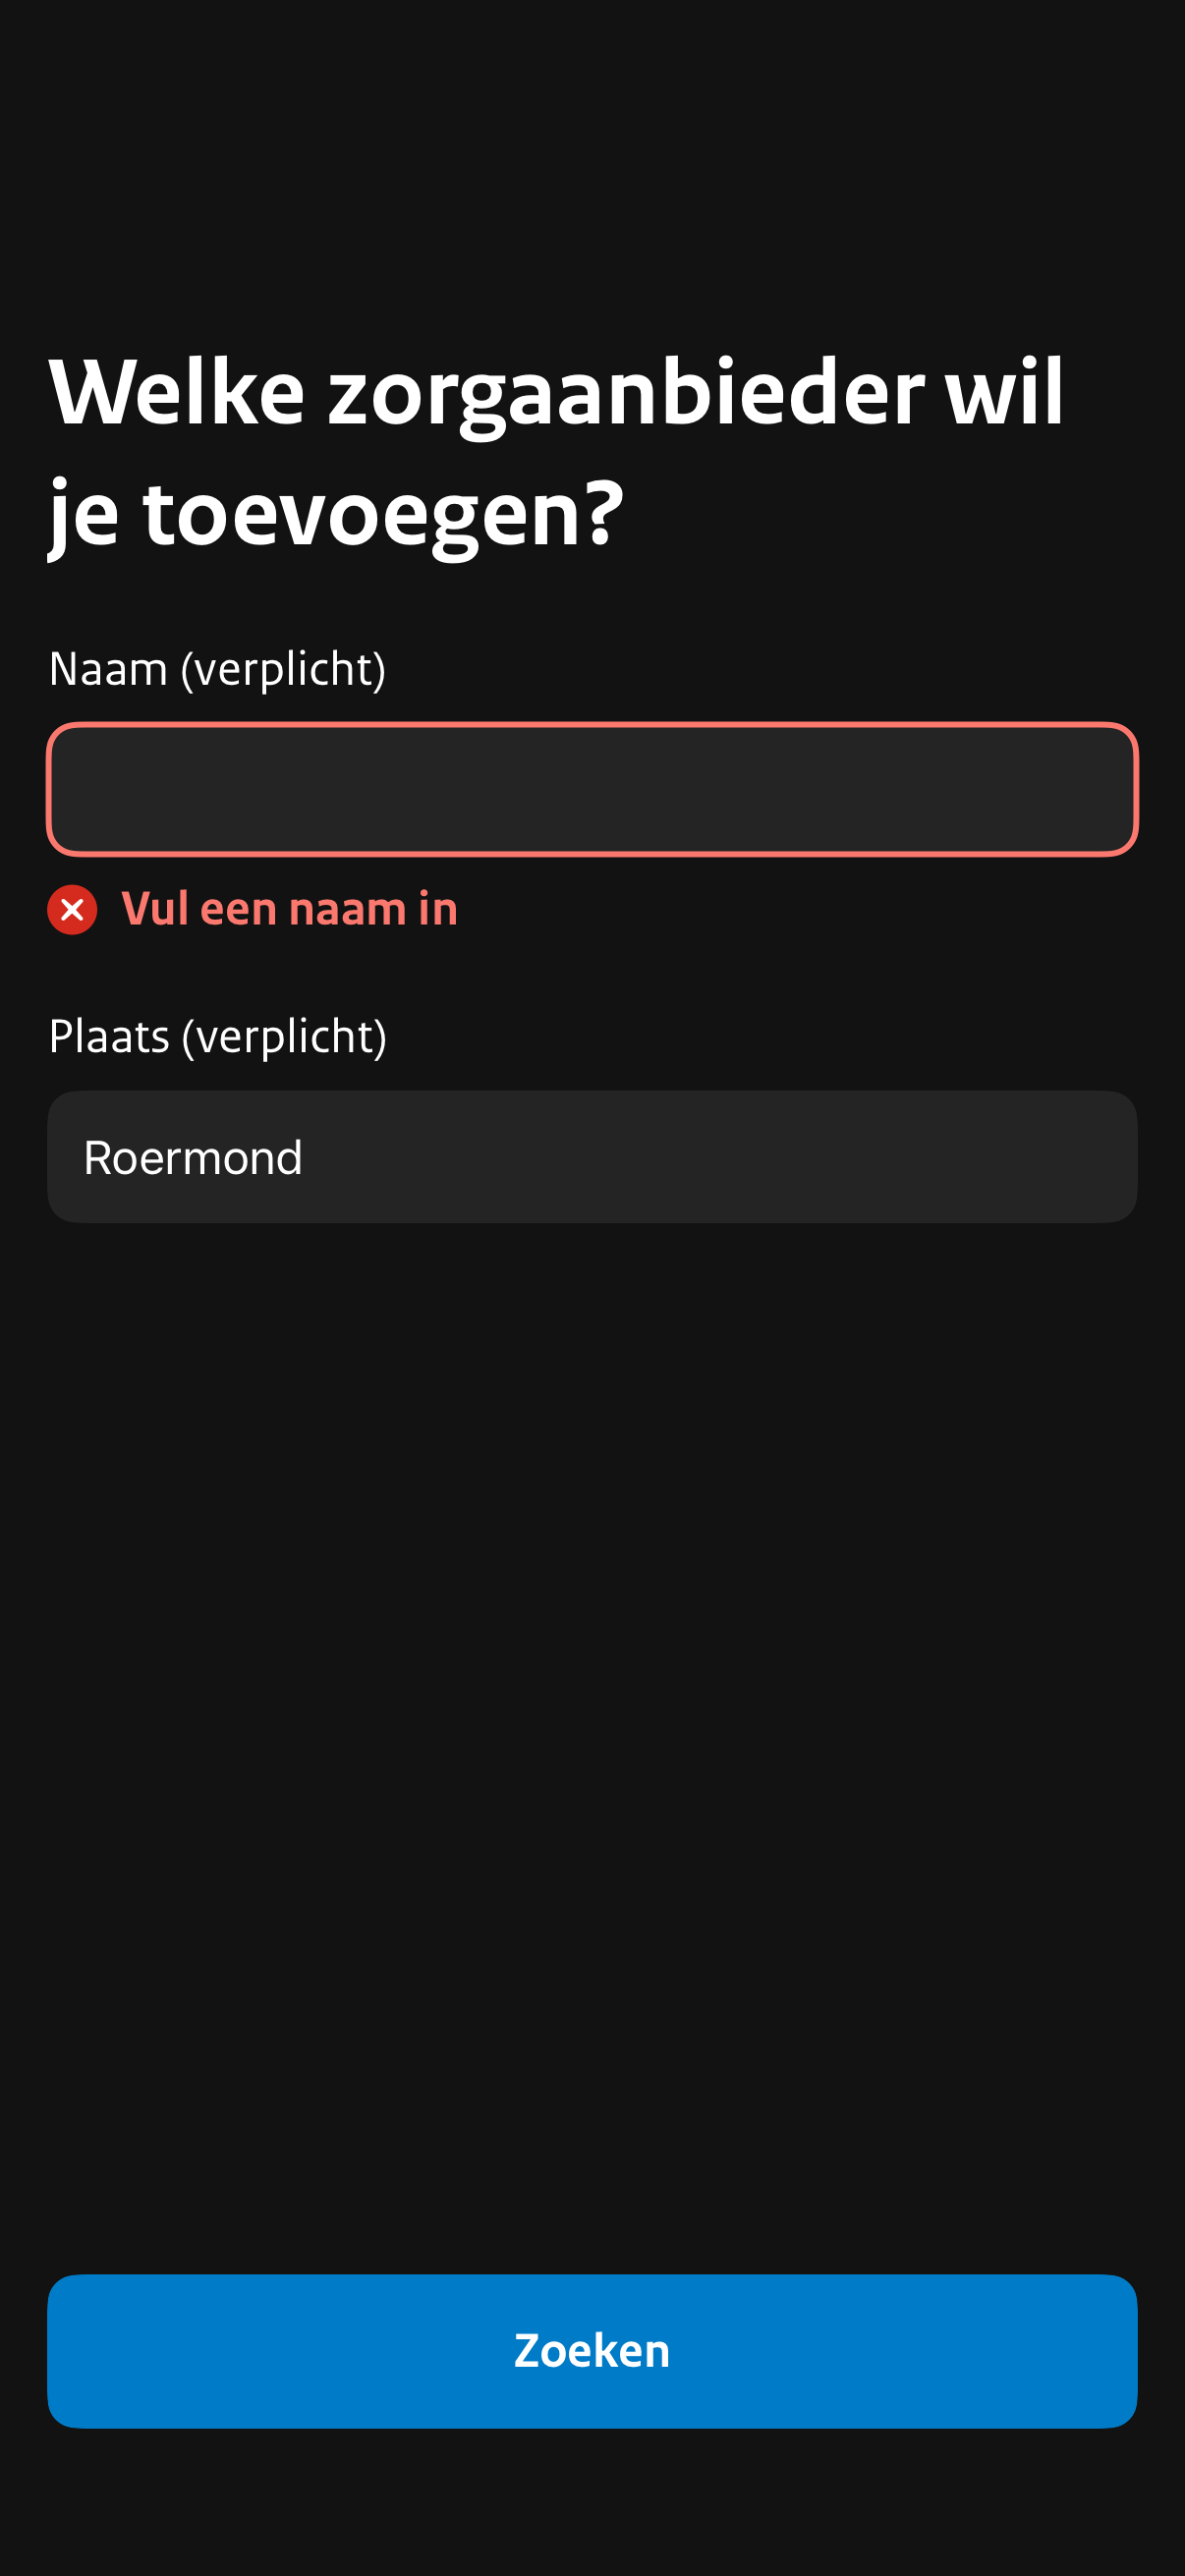 Welke zorgaanbieder wil
je toevoegen?
Naam (verplicht)
Vul een naam in
Plaats (verplicht)
Roermond
Zoeken